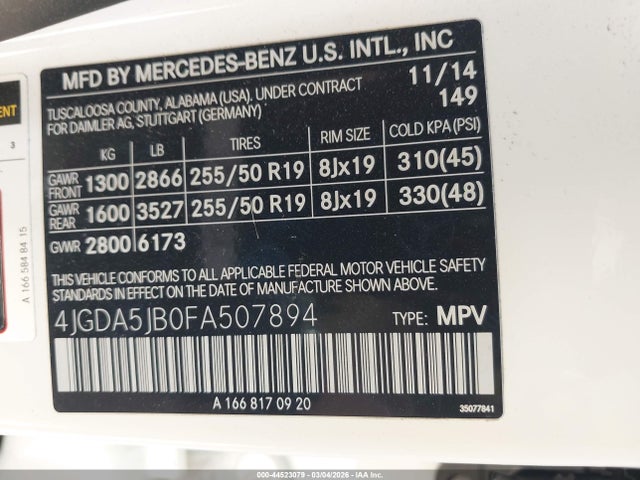 MFD BY MERCEDES-BENZ U.S. INTL., INC
TUSCALOOSA COUNTY, ALABAMA (USA). UNDER CONTRACT 11/14
FOR DAIMLER AG, STUTTGART (GERMANY) 149
KG LB TIRES RIM SIZE COLD KPA (PSI)
GAWR FRONT 1300 2866 255/50 R19 8Jx19 310(45)
GAWR REAR 1600 3527 255/50 R19 8Jx19 330(48)
GVWR 2800 6173
THIS VEHICLE CONFORMS TO ALL APPLICABLE FEDERAL MOTOR VEHICLE SAFETY
STANDARDS IN EFFECT ON THE DATE OF MANUFACTURE SHOWN ABOVE.
4JGDA5JB0FA507894 TYPE: MPV
A 166 817 09 20
35077841
3
A 166 584 84 15
000-44523079 - 03/04/2026 - IAAI.COM